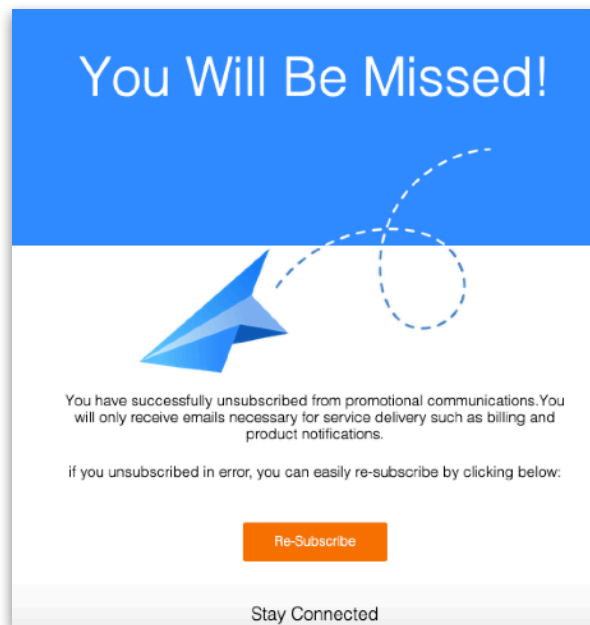 You Will Be Missed!
You have successfully unsubscribed from promotional communications.You
will only receive emails necessary for service delivery such as billing and
product notifications.
if you unsubscribed in error, you can easily re-subscribe by clicking below:
Re-Subscribe
Stay Connected